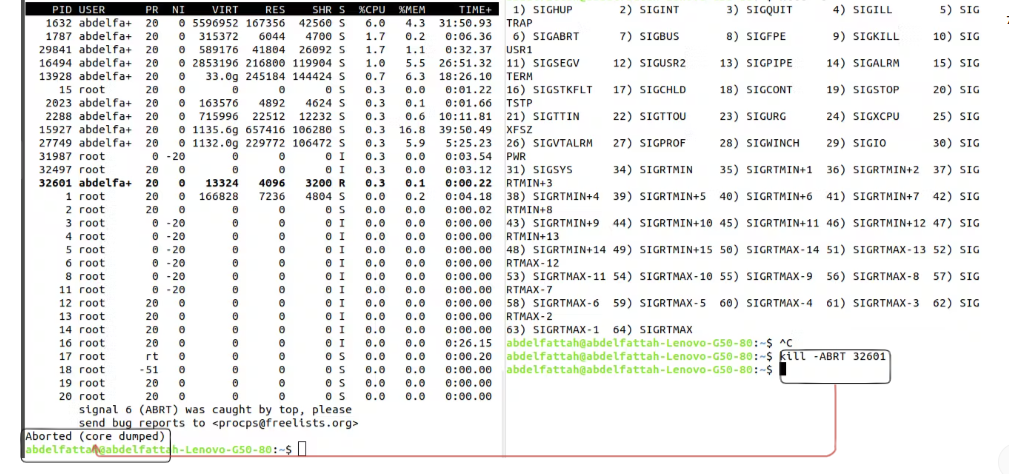 PID USER PR NI VIRT RES SHR S %CPU %MEM TIME+
1632 abdelfa+ 20 0 5596952 167356 42560 S 6.0 4.3 31:50.93
1787 abdelfa+ 20 0 315372 6044 4700 S 1.7 0.2 0:06.36
29841 abdelfa+ 20 0 589176 41804 26092 S 1.7 1.1 0:32.37
16494 abdelfa+ 20 0 2853196 216800 119904 S 1.0 5.5 26:51.32
13928 abdelfa+ 20 0 33.0g 245184 144424 S 0.7 6.3 18:26.10
15 root 20 0 0 0 0 S 0.3 0.0 0:01.22
2023 abdelfa+ 20 0 163576 4892 4624 S 0.3 0.1 0:01.66
2288 abdelfa+ 20 0 715996 22512 12232 S 0.3 0.6 10:11.81
15927 abdelfa+ 20 0 1135.6g 657416 106280 S 0.3 16.8 39:50.49
27749 abdelfa+ 20 0 1132.0g 229772 106472 S 0.3 5.9 5:25.23
31987 root 0 -20 0 0 0 I 0.3 0.0 0:03.54
32497 root 20 0 0 0 0 I 0.3 0.0 0:03.12
32601 abdelfa+ 20 0 13324 4096 3200 R 0.3 0.1 0:00.22
1 root 20 0 166828 7236 4804 S 0.0 0.2 0:04.18
2 root 20 0 0 0 0 S 0.0 0.0 0:00.02
3 root 0 -20 0 0 0 I 0.0 0.0 0:00.00
4 root 0 -20 0 0 0 I 0.0 0.0 0:00.00
5 root 0 -20 0 0 0 I 0.0 0.0 0:00.00
6 root 0 -20 0 0 0 I 0.0 0.0 0:00.00
8 root 0 -20 0 0 0 I 0.0 0.0 0:00.00
11 root 0 -20 0 0 0 I 0.0 0.0 0:00.00
12 root 20 0 0 0 0 I 0.0 0.0 0:00.00
13 root 20 0 0 0 0 I 0.0 0.0 0:00.00
14 root 20 0 0 0 0 I 0.0 0.0 0:00.00
16 root 20 0 0 0 0 I 0.0 0.0 0:26.15
17 root rt 0 0 0 0 S 0.0 0.0 0:00.20
18 root -51 0 0 0 0 S 0.0 0.0 0:00.00
19 root 20 0 0 0 0 S 0.0 0.0 0:00.00
20 root 20 0 0 0 0 S 0.0 0.0 0:00.00
signal 6 (ABRT) was caught by top, please
send bug reports to <procps@freelists.org>
Aborted (core dumped)
abdelfattah@abdelfattah-Lenovo-G50-80:~$
1) SIGHUP 2) SIGINT 3) SIGQUIT 4) SIGILL 5) SIG
TRAP
6) SIGABRT 7) SIGBUS 8) SIGFPE 9) SIGKILL 10) SIG
USR1
11) SIGSEGV 12) SIGUSR2 13) SIGPIPE 14) SIGALRM 15) SIG
TERM
16) SIGSTKFLT 17) SIGCHLD 18) SIGCONT 19) SIGSTOP 20) SIG
TSTP
21) SIGTTIN 22) SIGTTOU 23) SIGURG 24) SIGXCPU 25) SIG
XFSZ
26) SIGVTALRM 27) SIGPROF 28) SIGWINCH 29) SIGIO 30) SIG
PWR
31) SIGSYS 34) SIGRTMIN 35) SIGRTMIN+1 36) SIGRTMIN+2 37) SIG
RTMIN+3
38) SIGRTMIN+4 39) SIGRTMIN+5 40) SIGRTMIN+6 41) SIGRTMIN+7 42) SIG
RTMIN+8
43) SIGRTMIN+9 44) SIGRTMIN+10 45) SIGRTMIN+11 46) SIGRTMIN+12 47) SIG
RTMIN+13
48) SIGRTMIN+14 49) SIGRTMIN+15 50) SIGRTMAX-14 51) SIGRTMAX-13 52) SIG
RTMAX-12
53) SIGRTMAX-11 54) SIGRTMAX-10 55) SIGRTMAX-9 56) SIGRTMAX-8 57) SIG
RTMAX-7
58) SIGRTMAX-6 59) SIGRTMAX-5 60) SIGRTMAX-4 61) SIGRTMAX-3 62) SIG
RTMAX-2
63) SIGRTMAX-1 64) SIGRTMAX
abdelfattah@abdelfattah-Lenovo-G50-80:~$ ^C
abdelfattah@abdelfattah-Lenovo-G50-80:~$ kill -ABRT 32601
abdelfattah@abdelfattah-Lenovo-G50-80:~$